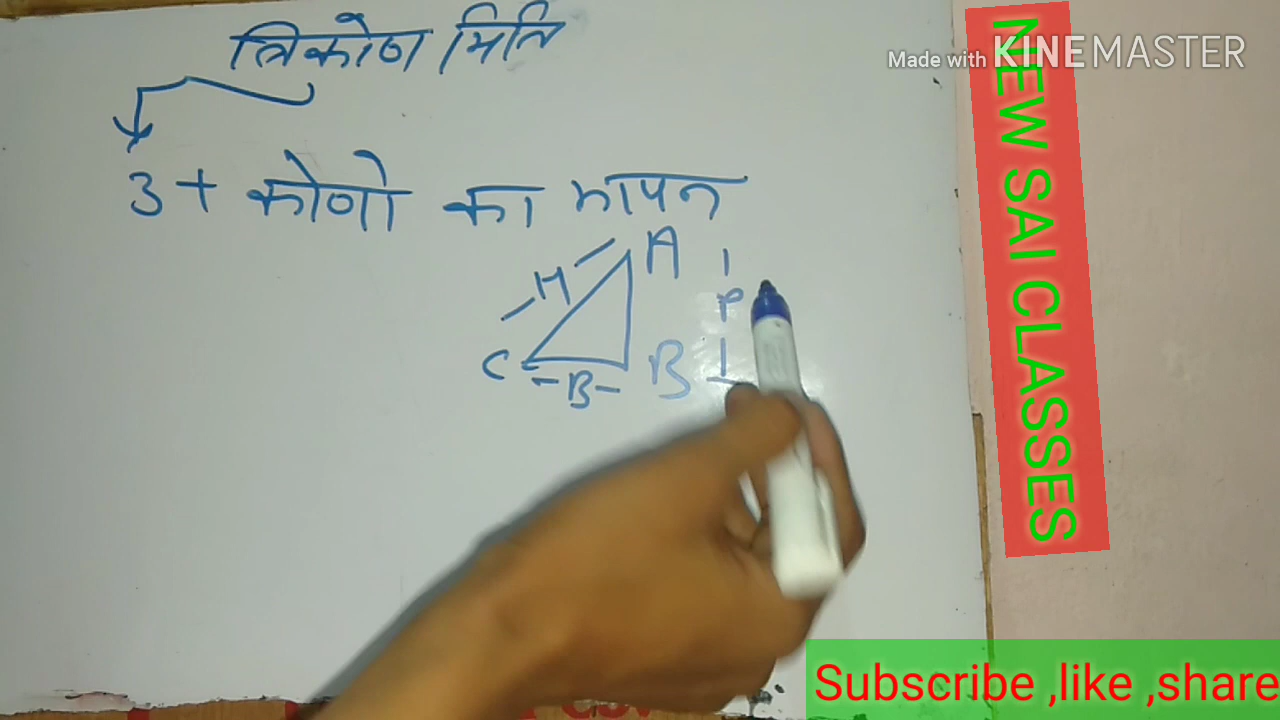 त्रिकोण मिति
3 + कोणो का मापन
A
H
P
C
B
B
Made with KINEMASTER
NEW SAI CLASSES
Subscribe ,like ,share